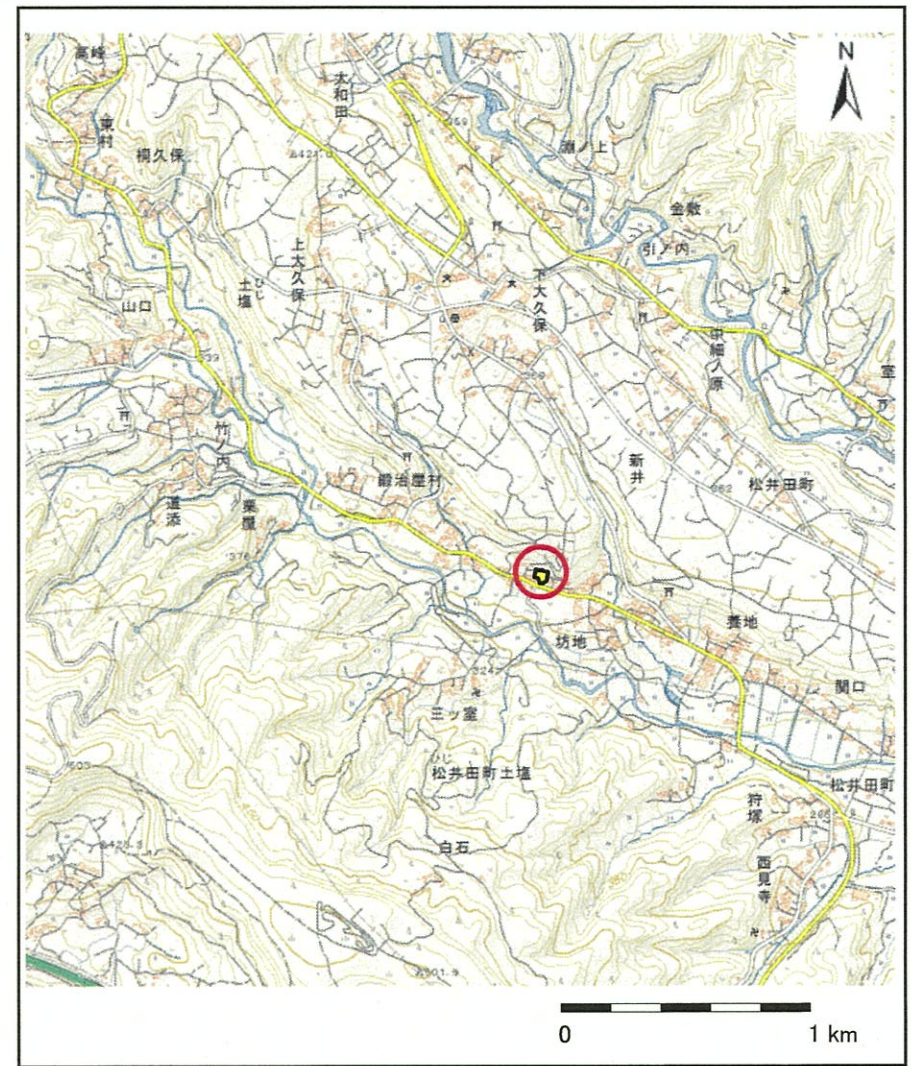 高峰
東村
桐久保
大和田
N
淵ノ上
金敷
引ノ内
上大久保
ひじ
土塩
下大久保
山口
中細ノ原
室
竹ノ内
新井
鍛治屋村
松井田町
道添
坊地
養地
関口
三ツ室
ひじ
松井田町土塩
松井田町
狩塚
白石
西見寺
0
1 km